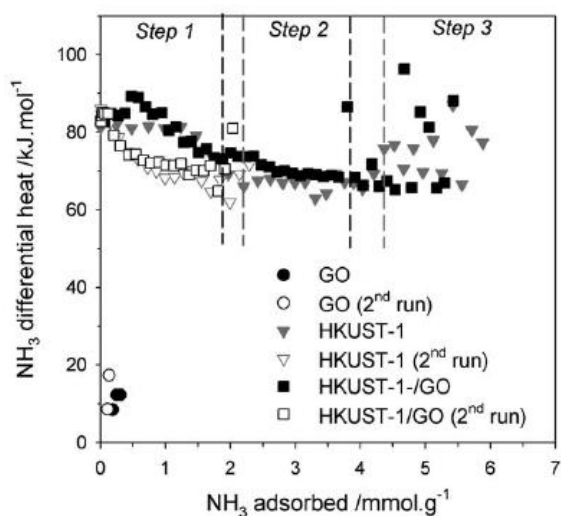 Step 1 Step 2 Step 3
100
80
60
40
20
0
NH₃ differential heat /kJ.mol⁻¹
GO
GO (2ⁿᵈ run)
HKUST-1
HKUST-1 (2ⁿᵈ run)
HKUST-1-/GO
HKUST-1/GO (2ⁿᵈ run)
0 1 2 3 4 5 6 7
NH₃ adsorbed /mmol.g⁻¹